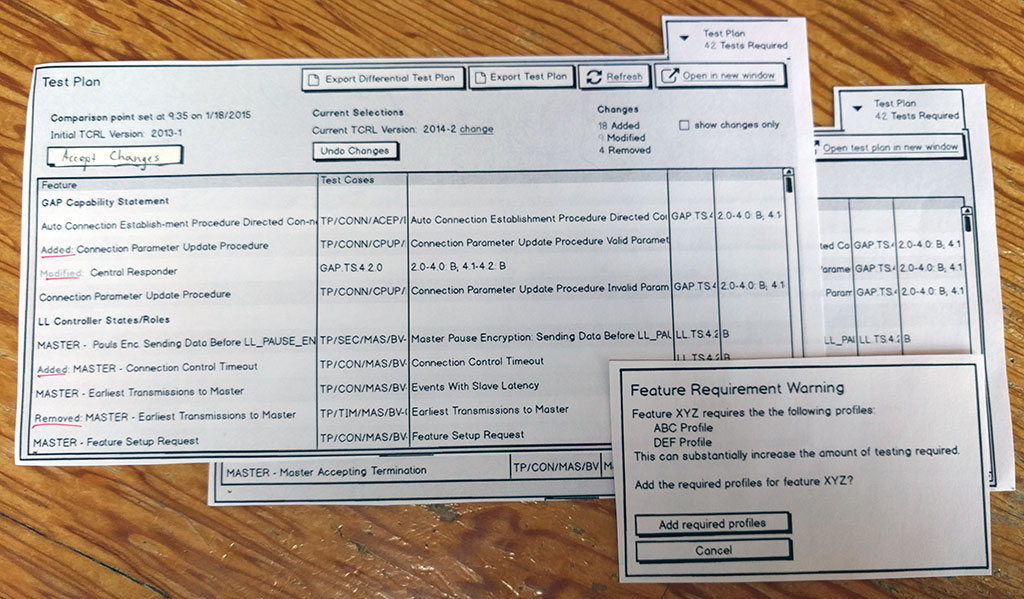 Test Plan
42 Tests Required
Test Plan
Export Differential Test Plan
Export Test Plan
Refresh
Open in new window
Comparison point set at 9.35 on 1/18/2015
Initial TCRL Version: 2013-1
Accept Changes
Current Selections
Current TCRL Version: 2014-2 change
Undo Changes
Changes
18 Added
9 Modified
4 Removed
show changes only
Feature Test Cases
GAP Capability Statement
Auto Connection Establish-ment Procedure Directed Con-n TP/CONN/ACEP/ Auto Connection Establishment Procedure Directed Co GAP.TS.4 2.0-4.0: B, 4.1
Added: Connection Parameter Update Procedure TP/CONN/CPUP/ Connection Parameter Update Procedure Valid Paramet
Modified: Central Responder GAP.TS.4.2.0 2.0-4.0: B, 4.1-4.2: B
Connection Parameter Update Procedure TP/CONN/CPUP/ Connection Parameter Update Procedure Invalid Param GAP.TS.4 2.0-4.0: B, 4.1
LL Controller States/Roles
MASTER - Pauls Enc. Sending Data Before LL_PAUSE_EN TP/SEC/MAS/BV- Master Pause Encryption: Sending Data Before LL_PAU LL.TS.4.2 B
Added: MASTER - Connection Control Timeout TP/CON/MAS/BV- Connection Control Timeout LL.TS.4.2 B
MASTER - Earliest Transmissions to Master TP/CON/MAS/BV- Events With Slave Latency
Removed: MASTER - Earliest Transmissions to Master TP/TIM/MAS/BV- Earliest Transmissions to Master
MASTER - Feature Setup Request TP/CON/MAS/BV- Feature Setup Request
Test Plan
42 Tests Required
Open test plan in new window
ted Co GAP.TS.4 2.0-4.0: B, 4.1
Parame GAP.TS.4 2.0-4.0: B, 4.1
Param GAP.TS.4 2.0-4.0: B, 4.1
LL_PAU LL.TS.4.2 B
MASTER - Master Accepting Termination TP/CON/MAS/BV M
Feature Requirement Warning
Feature XYZ requires the the following profiles:
ABC Profile
DEF Profile
This can substantially increase the amount of testing required.
Add the required profiles for feature XYZ?
Add required profiles
Cancel